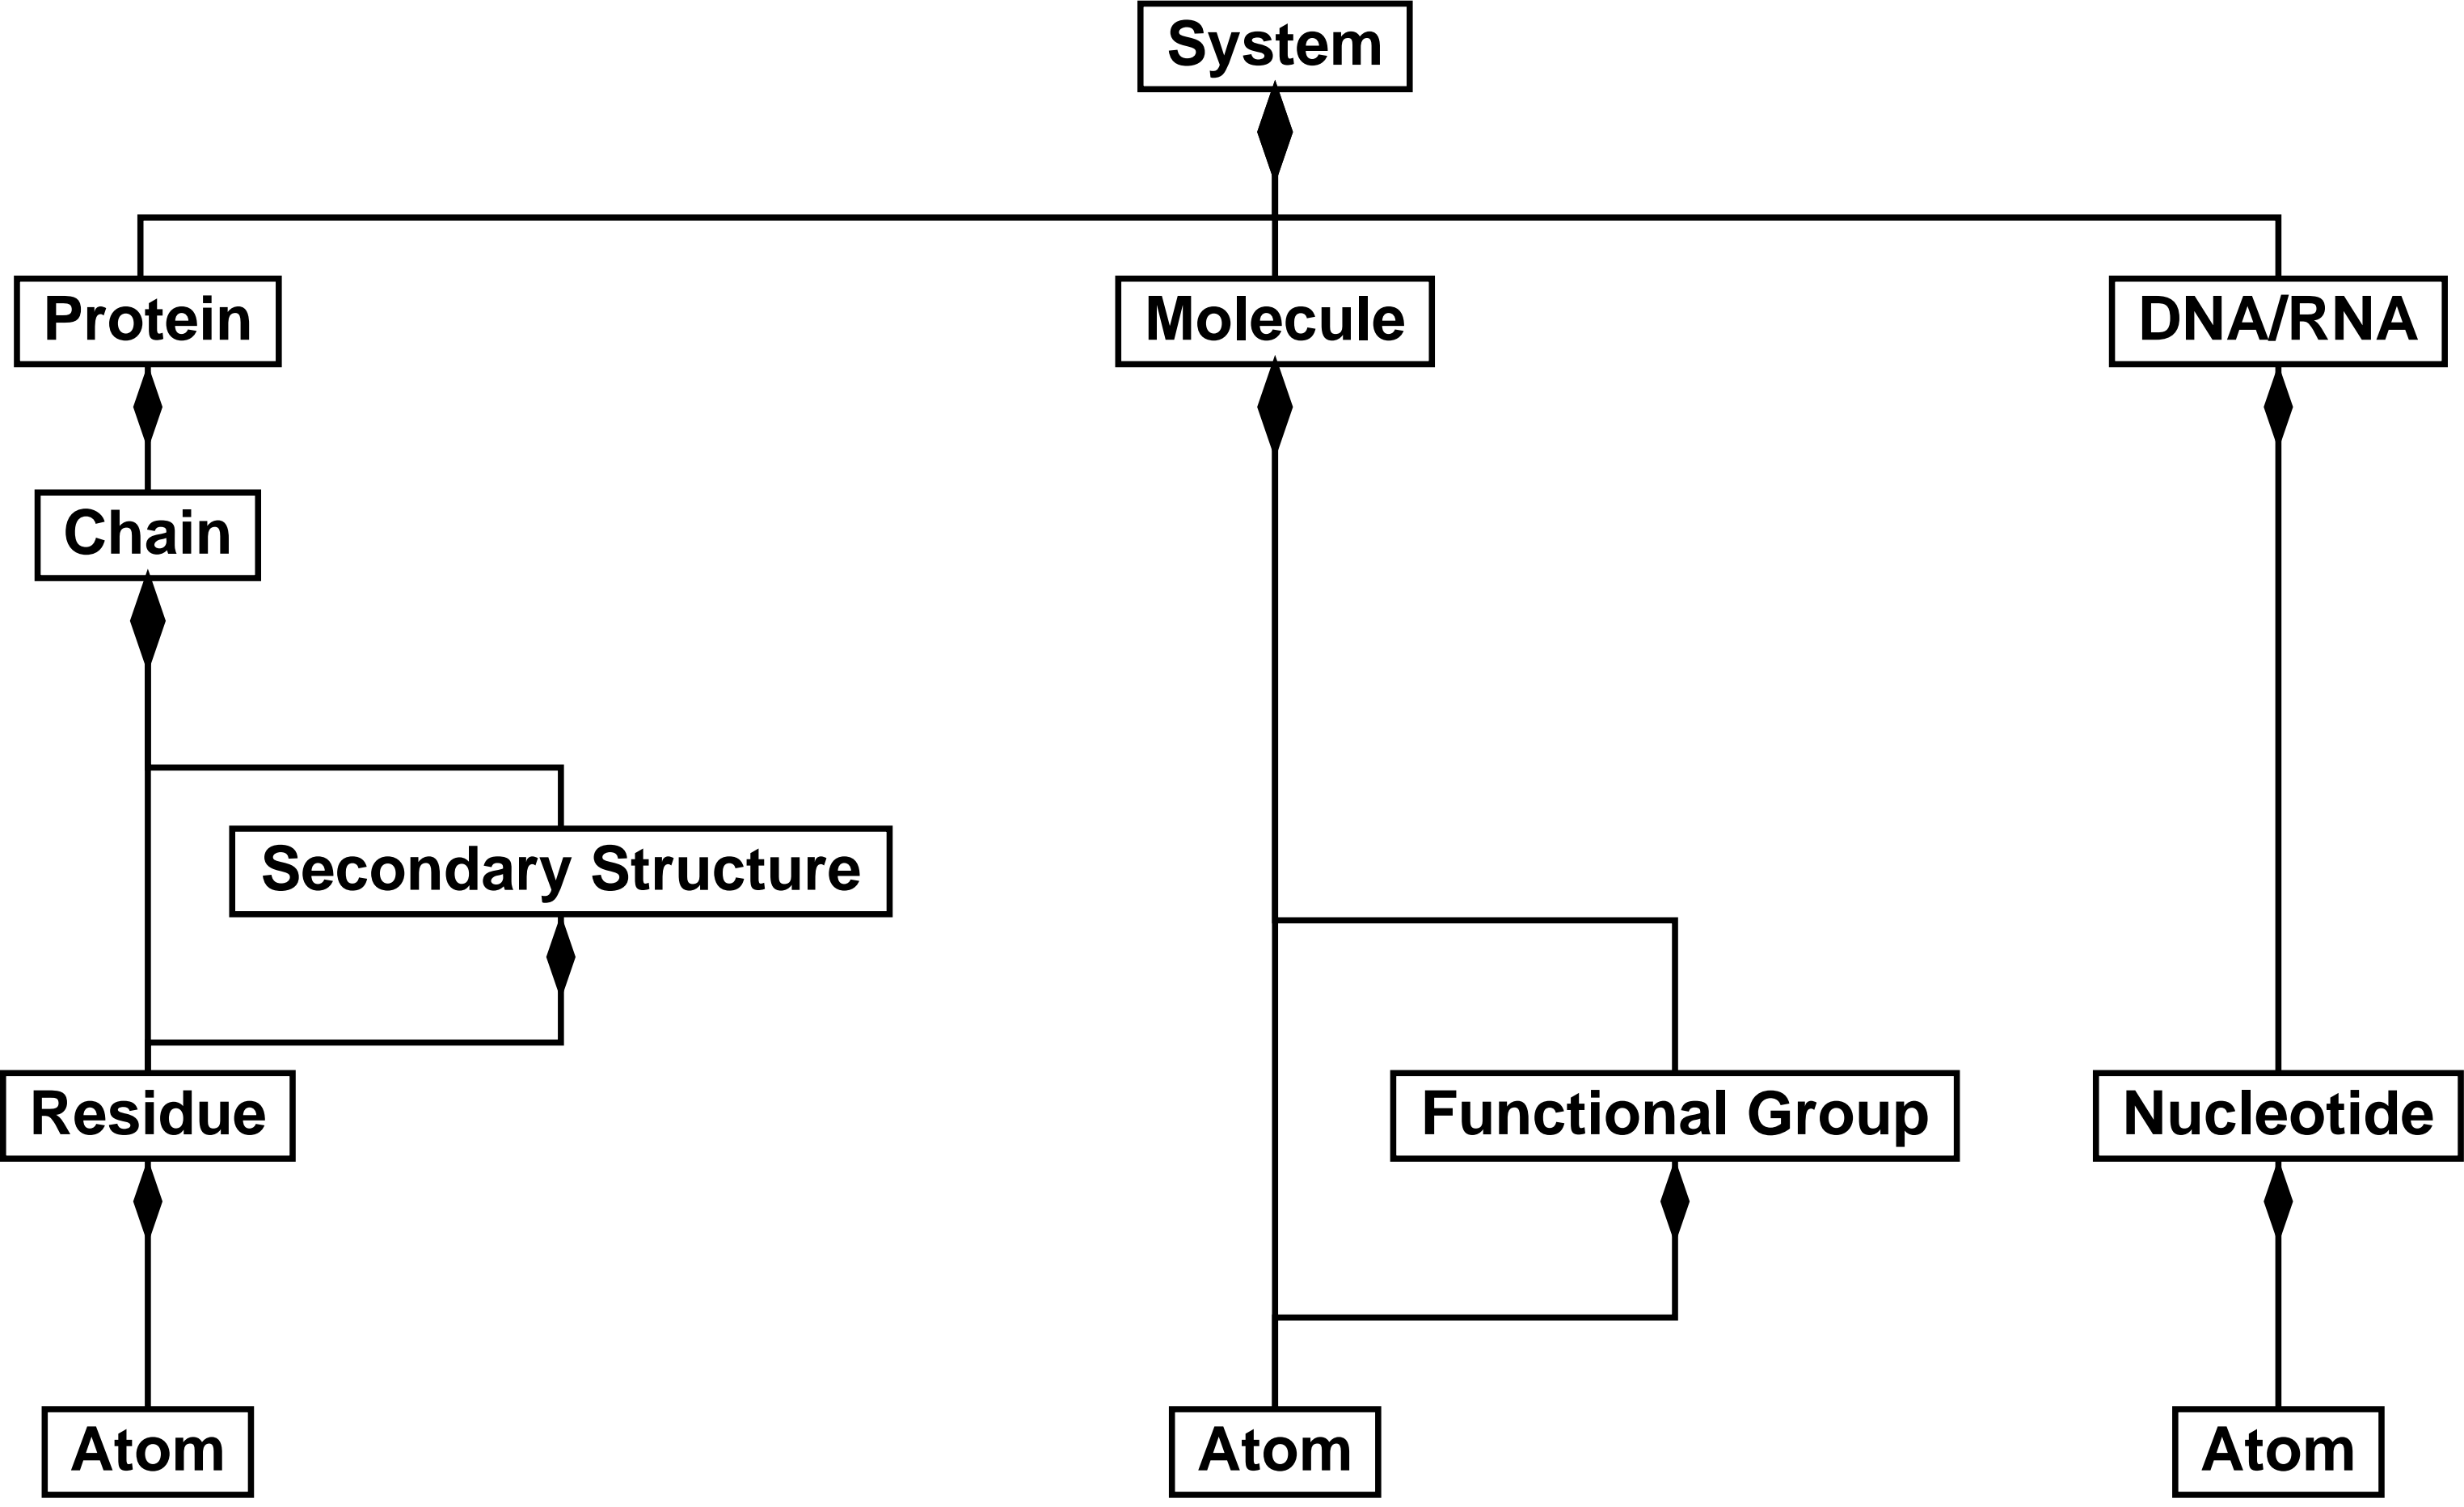 System
Protein
Molecule
DNA/RNA
Chain
Secondary Structure
Residue
Functional Group
Nucleotide
Atom
Atom
Atom